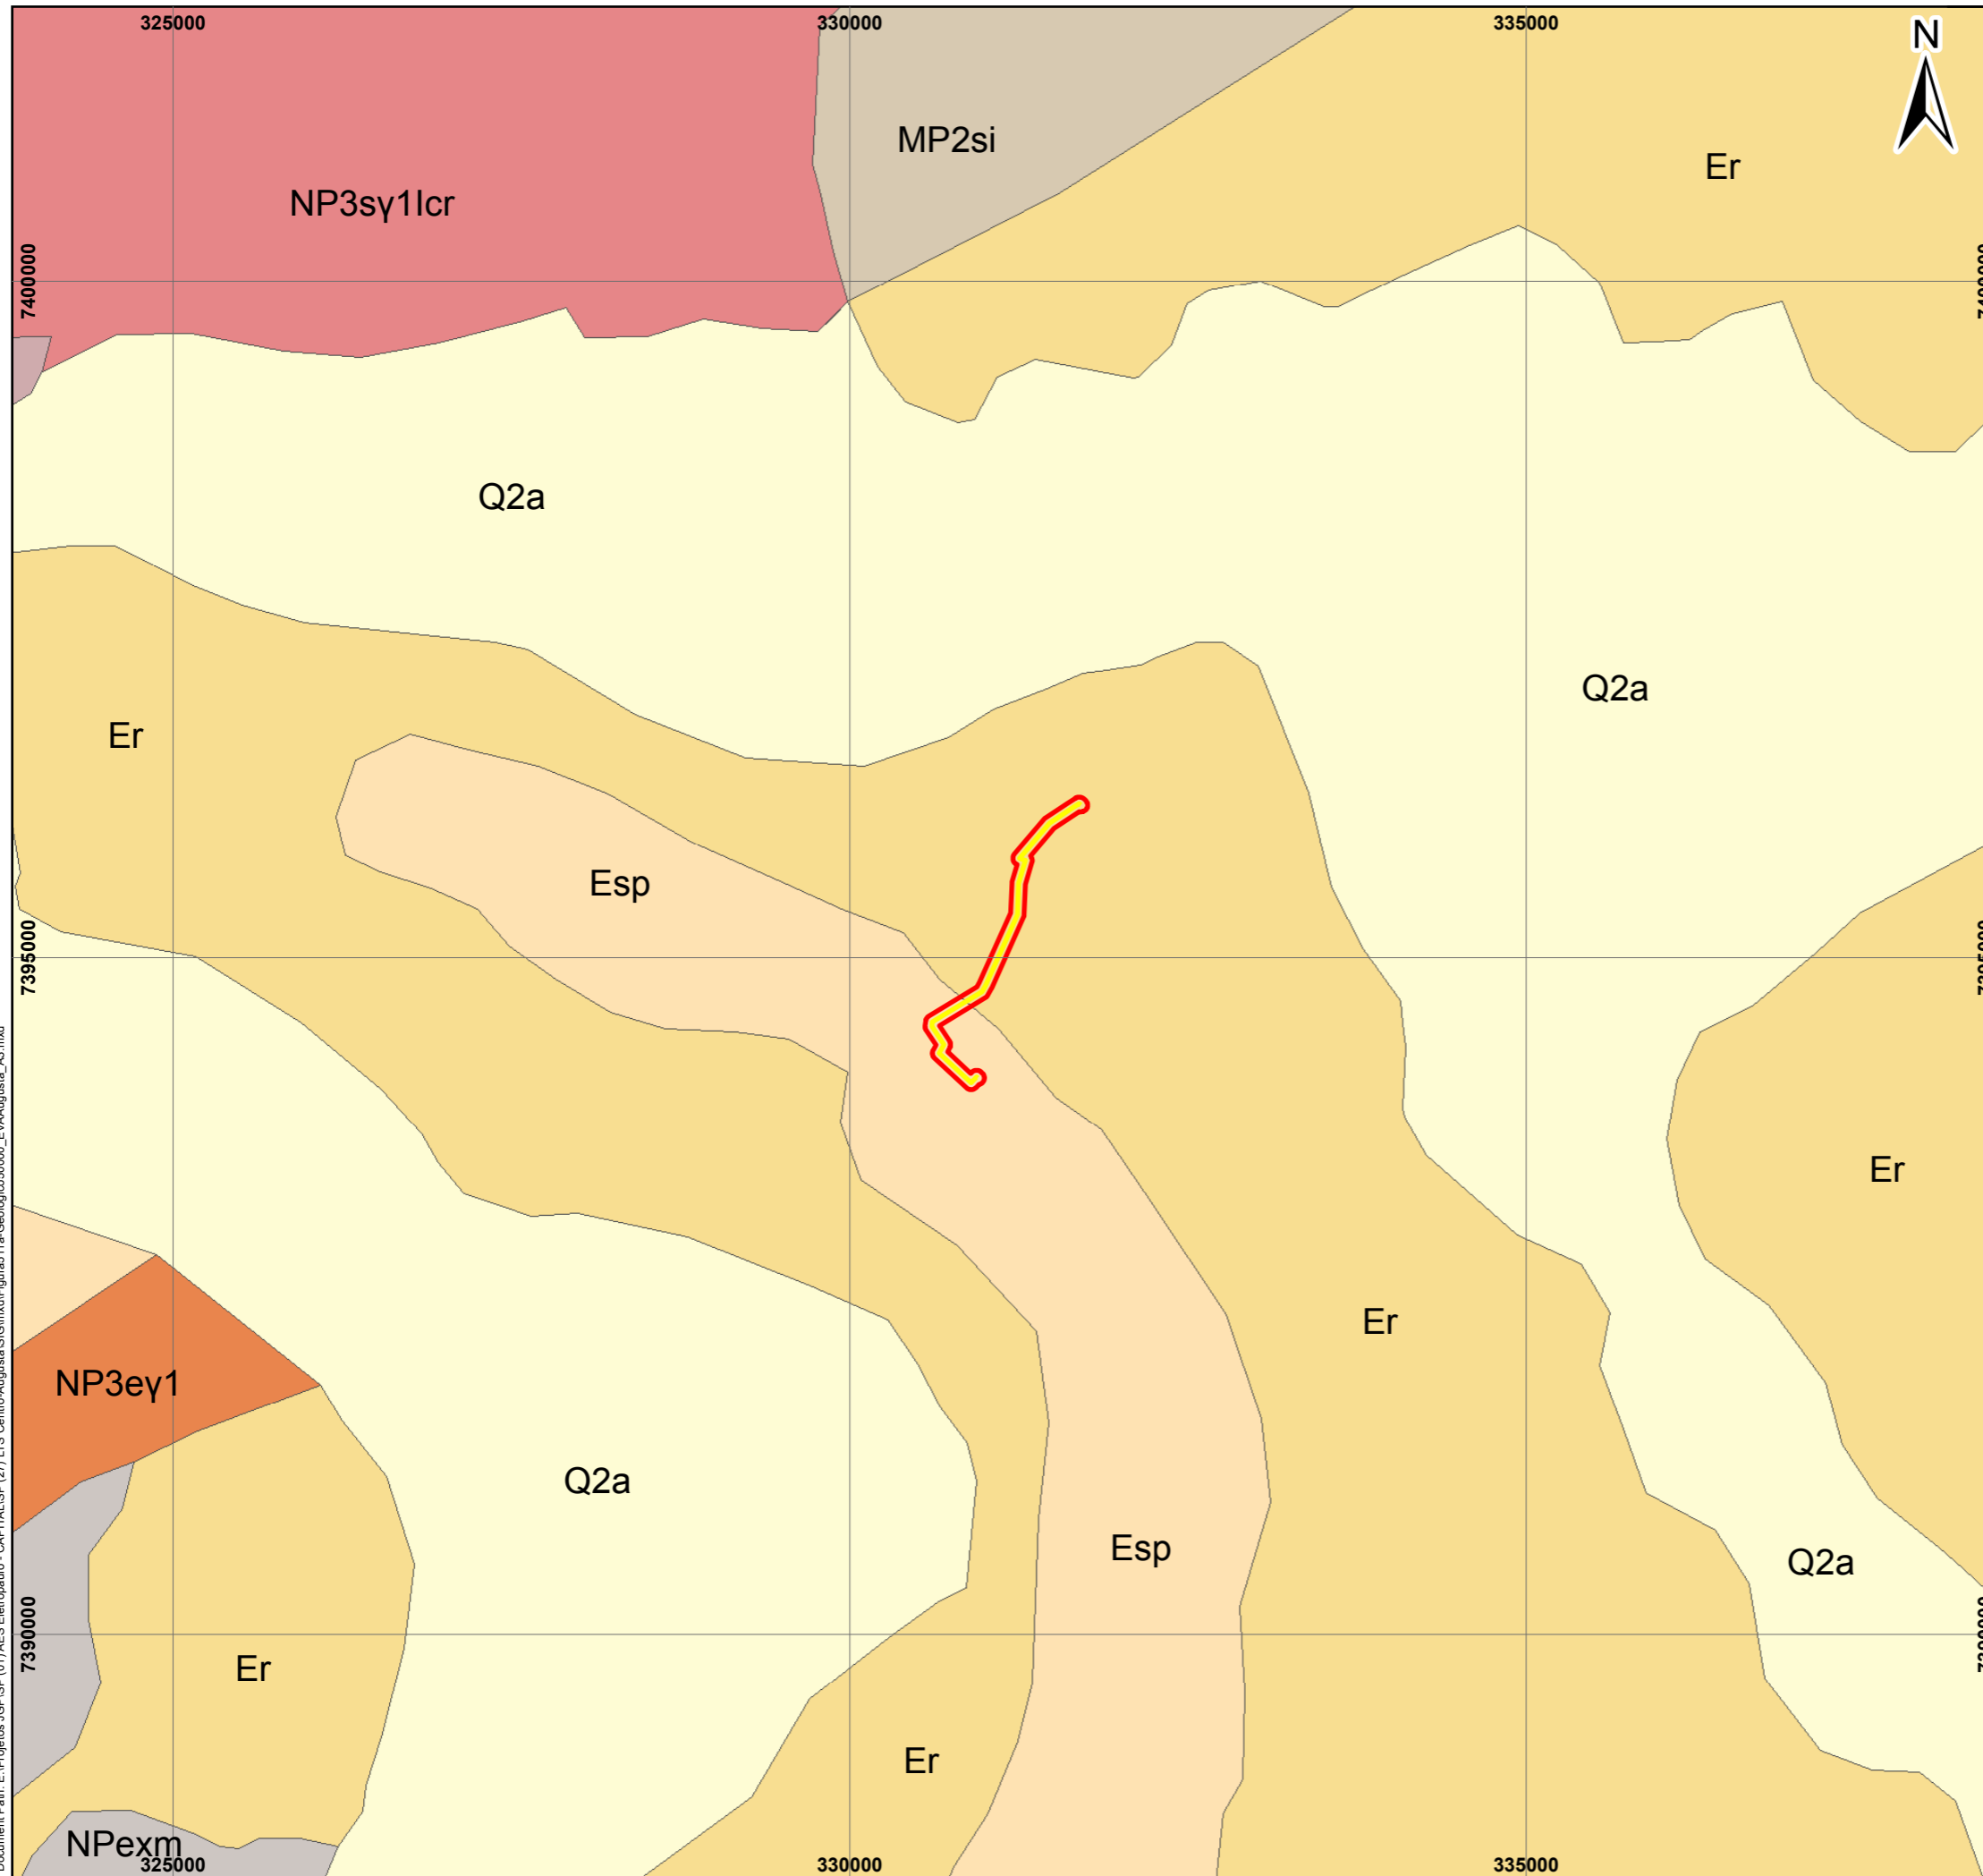 325000
330000
335000
N
MP2si
Er
NP3sγ1Icr
7400000
Q2a
Q2a
Er
Esp
7395000
Er
Er
NP3eγ1
Q2a
Esp
Q2a
7390000
Er
Er
NPexm
325000
330000
335000